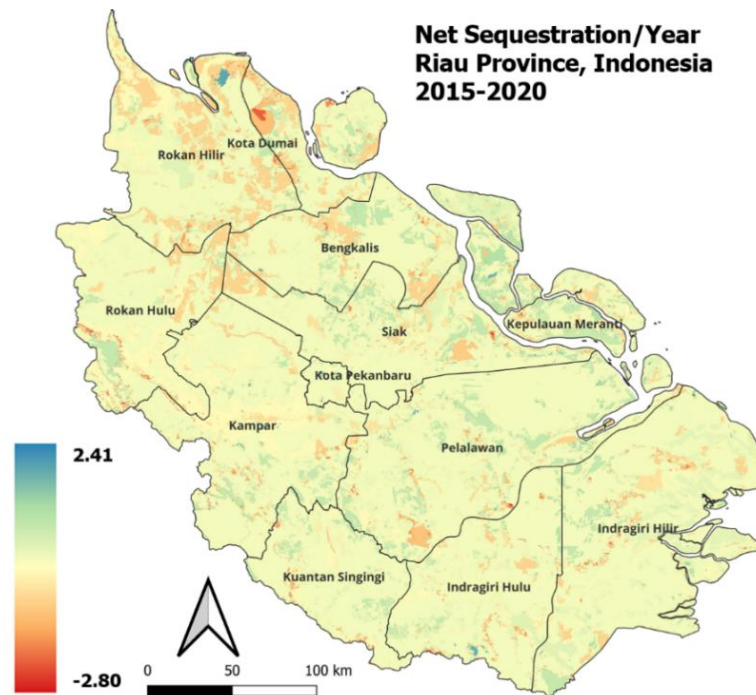 Net Sequestration/Year
Riau Province, Indonesia
2015-2020
Rokan Hilir
Kota Dumai
Bengkalis
Rokan Hulu
Siak
Kepulauan Meranti
Kota Pekanbaru
Kampar
Pelalawan
Indragiri Hilir
Kuantan Singingi
Indragiri Hulu
2.41
-2.80
0 50 100 km